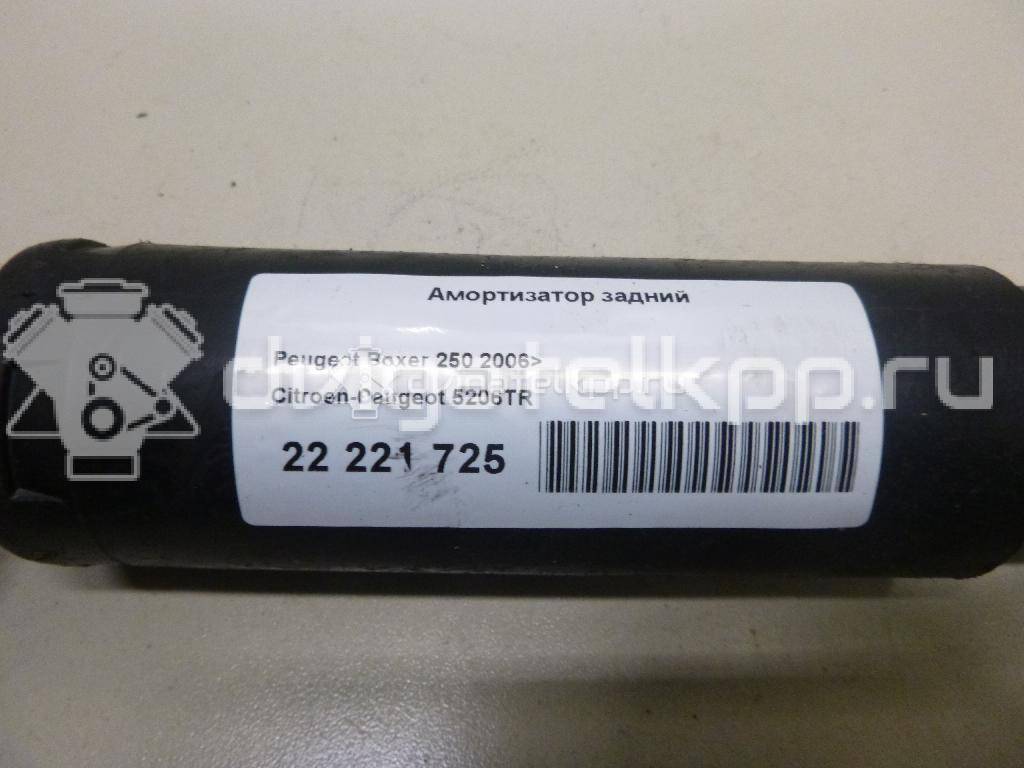 Амортизатор задний
Peugeot Boxer 250 2006>
Citroen-Peugeot 5206TR
22 221 725
dvigatelkpp.ru